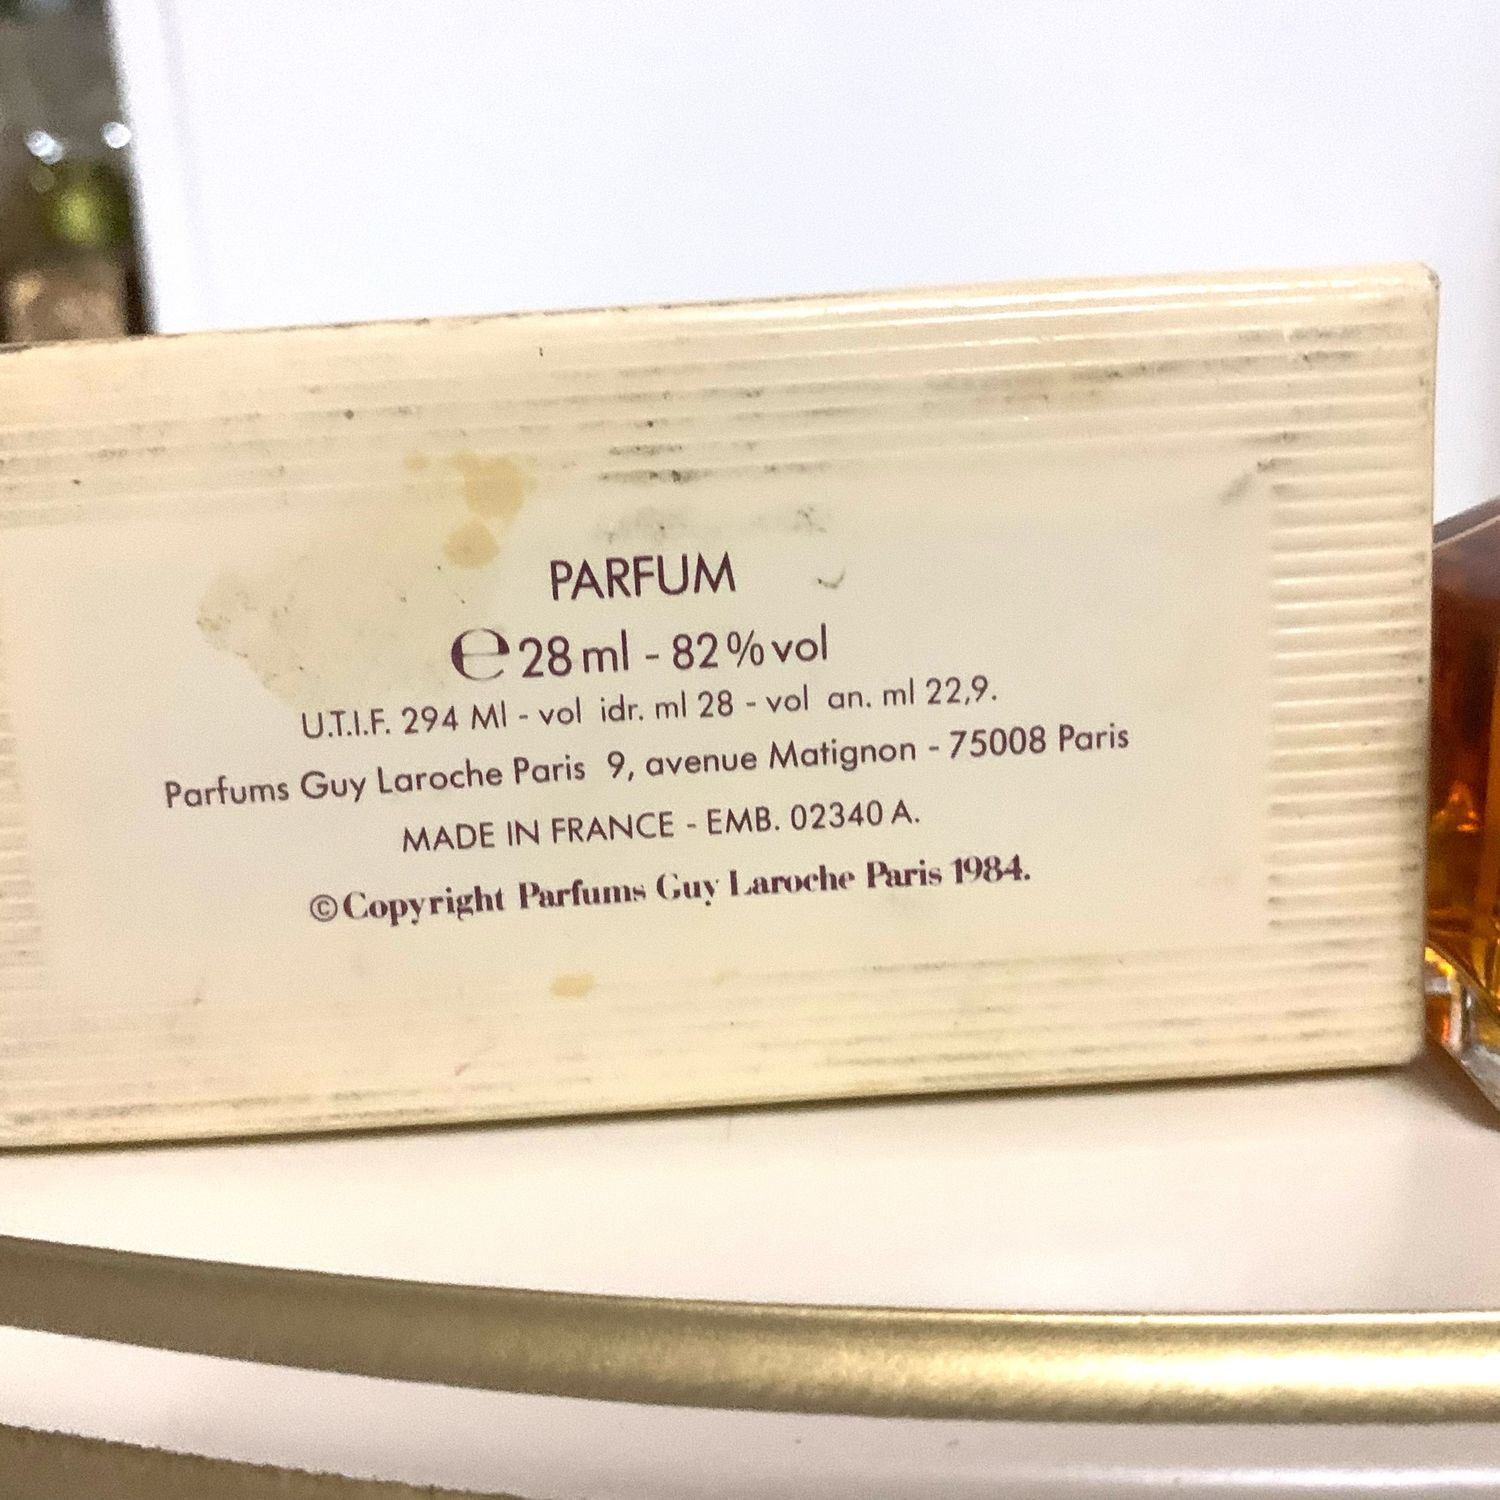 PARFUM
℮ 28 ml - 82 % vol
U.T.I.F. 294 Ml - vol idr. ml 28 - vol an. ml 22,9.
Parfums Guy Laroche Paris 9, avenue Matignon - 75008 Paris
MADE IN FRANCE - EMB. 02340 A.
©Copyright Parfums Guy Laroche Paris 1984.